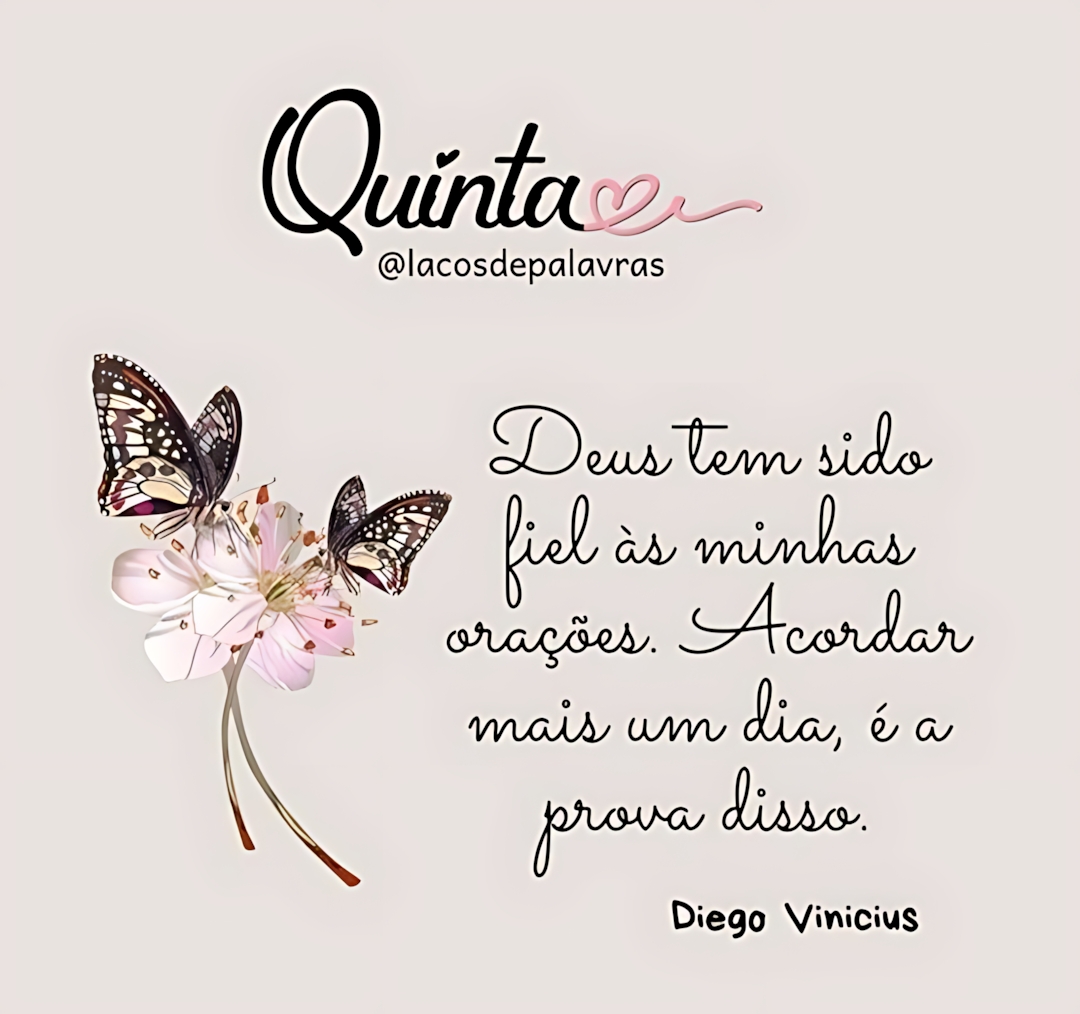 Quinta
@lacosdepalavras
Deus tem sido
fiel às minhas
orações. Acordar
mais um dia, é a
prova disso.
Diego Vinicius